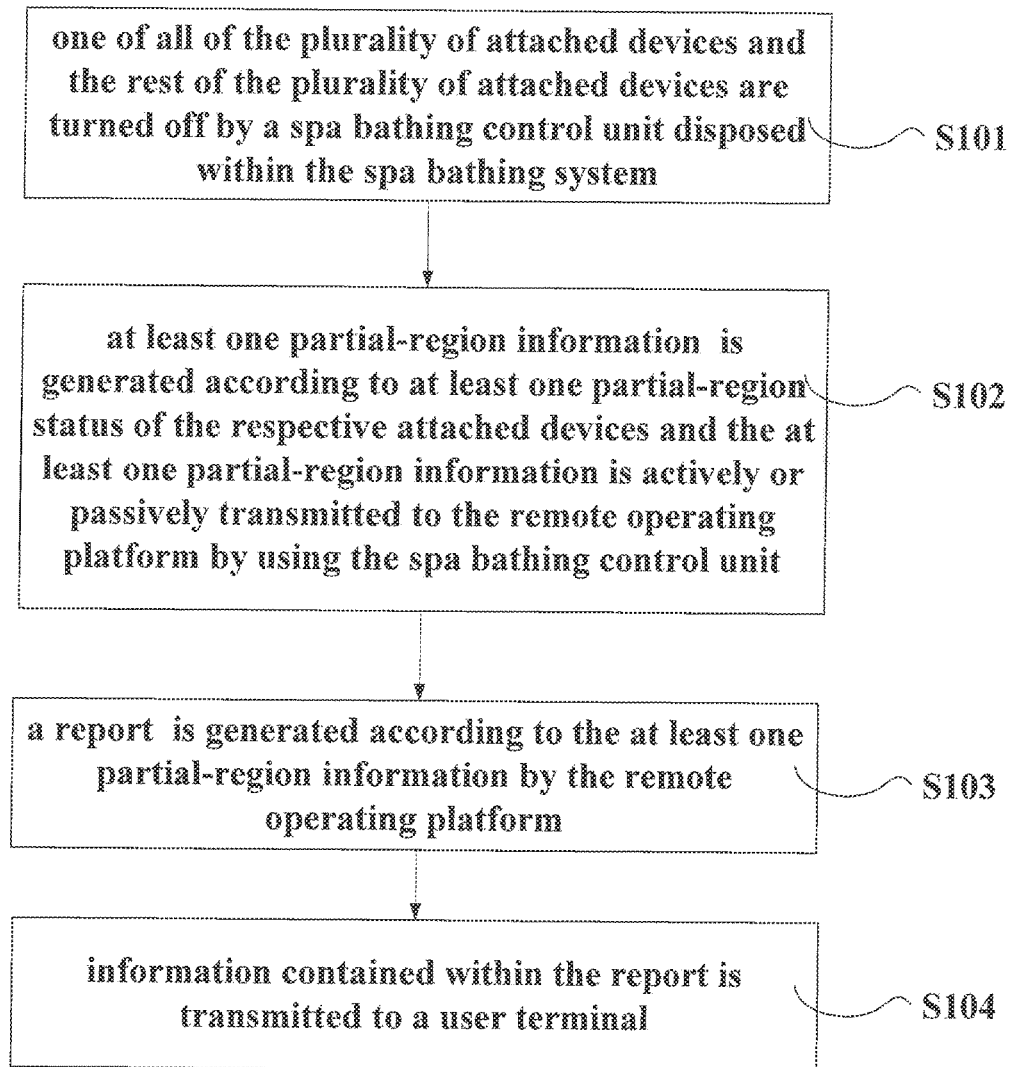 one of all of the plurality of attached devices and
the rest of the plurality of attached devices are
turned off by a spa bathing control unit disposed
within the spa bathing system
S101
at least one partial-region information is
generated according to at least one partial-region
status of the respective attached devices and the at
least one partial-region information is actively or
passively transmitted to the remote operating
platform by using the spa bathing control unit
S102
a report is generated according to the at least one
partial-region information by the remote
operating platform
S103
information contained within the report is
transmitted to a user terminal
S104